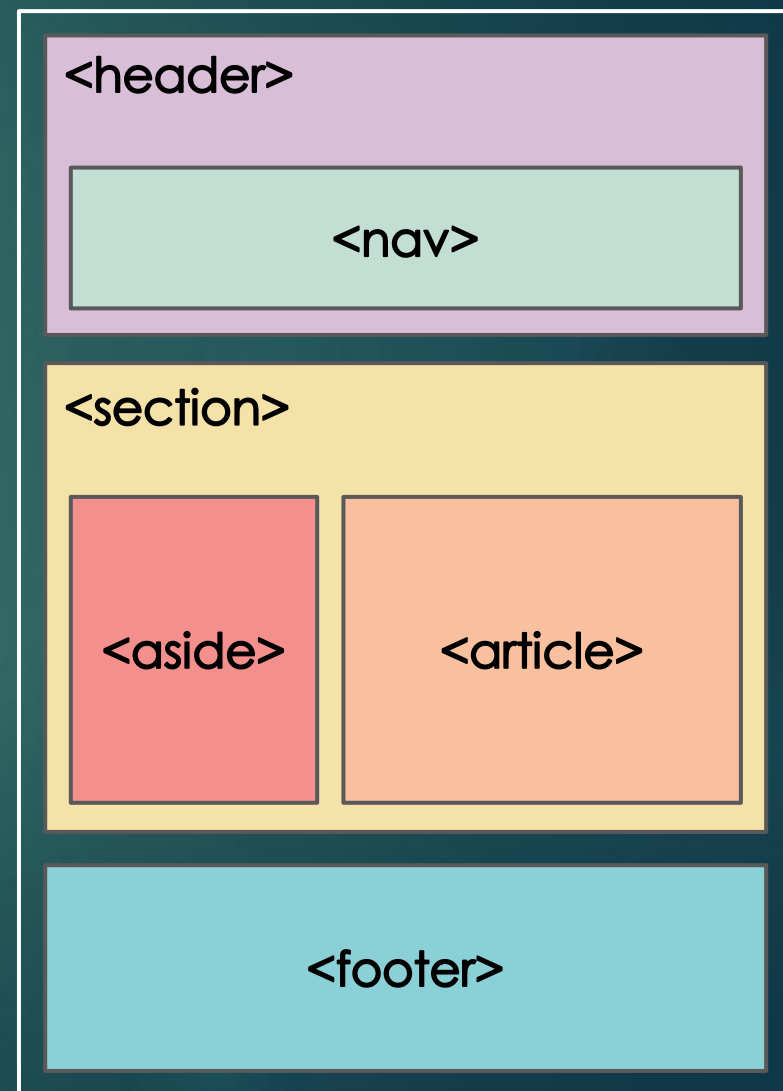 <header>
<nav>
<section>
<aside>
<article>
<footer>